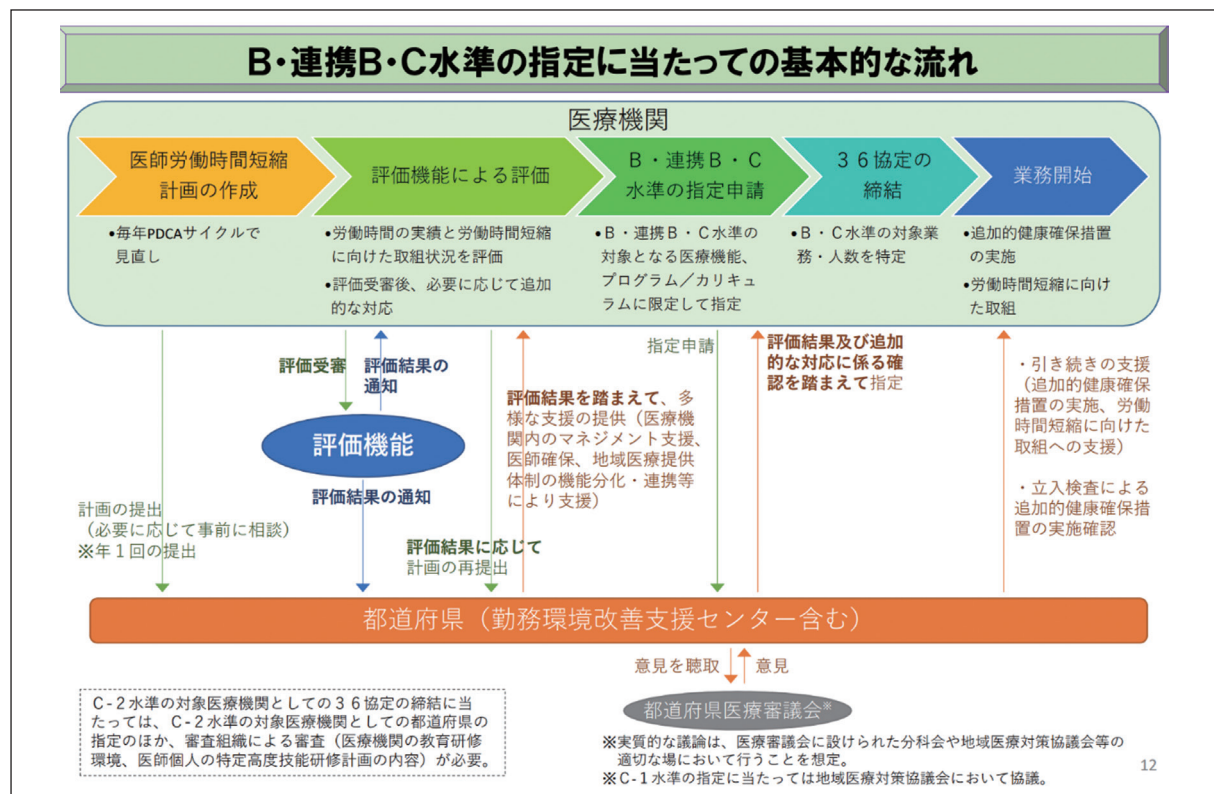 B・連携B・C水準の指定に当たっての基本的な流れ
医療機関
医師労働時間短縮
計画の作成
評価機能による評価
B・連携B・C
水準の指定申請
36協定の
締結
業務開始
•毎年PDCAサイクルで
見直し
•労働時間の実績と労働時間短縮
に向けた取組状況を評価
•評価受審後、必要に応じて追加
的な対応
•B・連携B・C水準の
対象となる医療機能、
プログラム／カリキュ
ラムに限定して指定
•B・C水準の対象業
務・人数を特定
•追加的健康確保措置
の実施
•労働時間短縮に向け
た取組
評価受審
評価結果の
通知
評価機能
評価結果の通知
計画の提出
（必要に応じて事前に相談）
※年１回の提出
評価結果を踏まえて、多
様な支援の提供（医療機
関内のマネジメント支援、
医師確保、地域医療提供
体制の機能分化・連携等
により支援）
評価結果に応じて
計画の再提出
指定申請
評価結果及び追加
的な対応に係る確
認を踏まえて指定
・引き続きの支援
（追加的健康確保
措置の実施、労働
時間短縮に向けた
取組への支援）
・立入検査による
追加的健康確保措
置の実施確認
都道府県（勤務環境改善支援センター含む）
意見を聴取
意見
都道府県医療審議会※
C-2水準の対象医療機関としての36協定の締結に当
たっては、C-2水準の対象医療機関としての都道府県の
指定のほか、審査組織による審査（医療機関の教育研修
環境、医師個人の特定高度技能研修計画の内容）が必要。
※実質的な議論は、医療審議会に設けられた分科会や地域医療対策協議会等の
適切な場において行うことを想定。
※C-1水準の指定に当たっては地域医療対策協議会において協議。
12